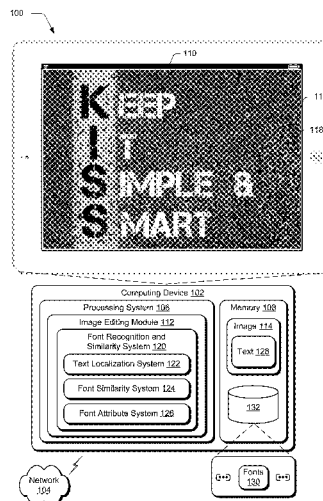 100
110
11
118
KEEP
IT
SIMPLE &
SMART
Computing Device 102
Processing System 106
Image Editing Module 112
Font Recognition and
Similarity System 120
Text Localization System 122
Font Similarity System 124
Font Attribute System 126
Memory 108
Image 114
Text 128
132
Network
104
Fonts
130